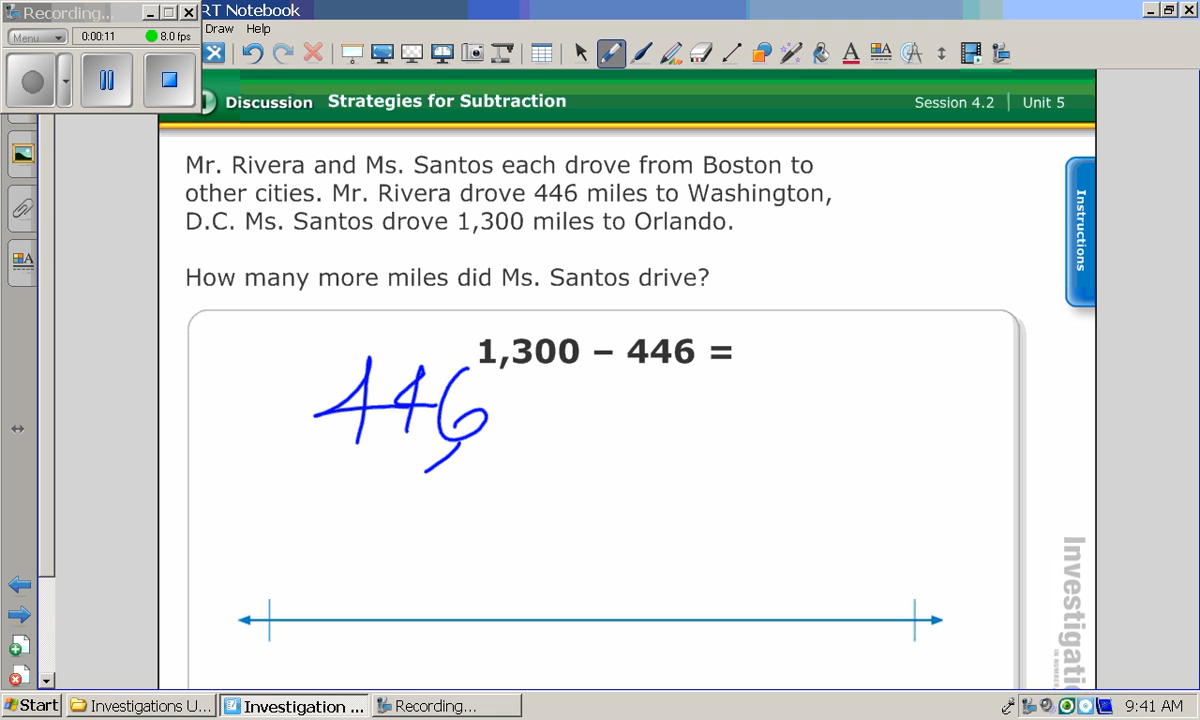 Recording...
RT Notebook
Menu
0:00:11
8.0 fps
Draw Help
Discussion Strategies for Subtraction
Session 4.2 | Unit 5
Mr. Rivera and Ms. Santos each drove from Boston to
other cities. Mr. Rivera drove 446 miles to Washington,
D.C. Ms. Santos drove 1,300 miles to Orlando.
How many more miles did Ms. Santos drive?
Instructions
1,300 – 446 =
446,
Investigati
IN NUMBER,
Start
Investigations U...
Investigation ...
Recording...
9:41 AM